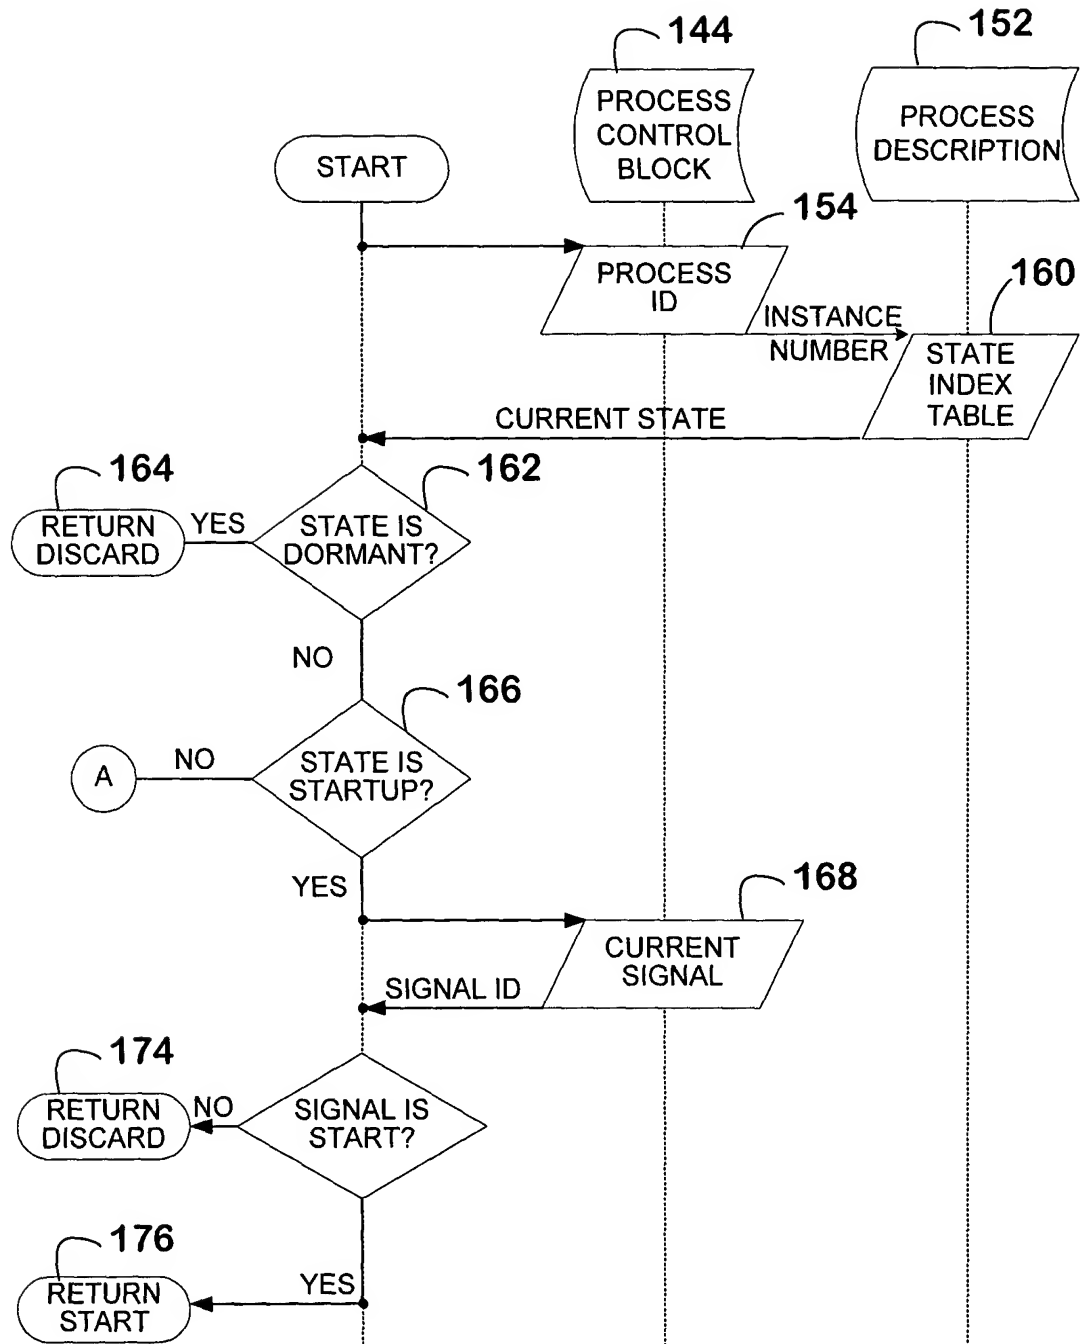 144
152
PROCESS
CONTROL
BLOCK
PROCESS
DESCRIPTION
START
154
PROCESS
ID
160
INSTANCE
NUMBER
STATE
INDEX
TABLE
CURRENT STATE
164
162
RETURN
DISCARD
YES
STATE IS
DORMANT?
NO
166
A
NO
STATE IS
STARTUP?
YES
168
CURRENT
SIGNAL
SIGNAL ID
174
RETURN
DISCARD
NO
SIGNAL IS
START?
176
RETURN
START
YES